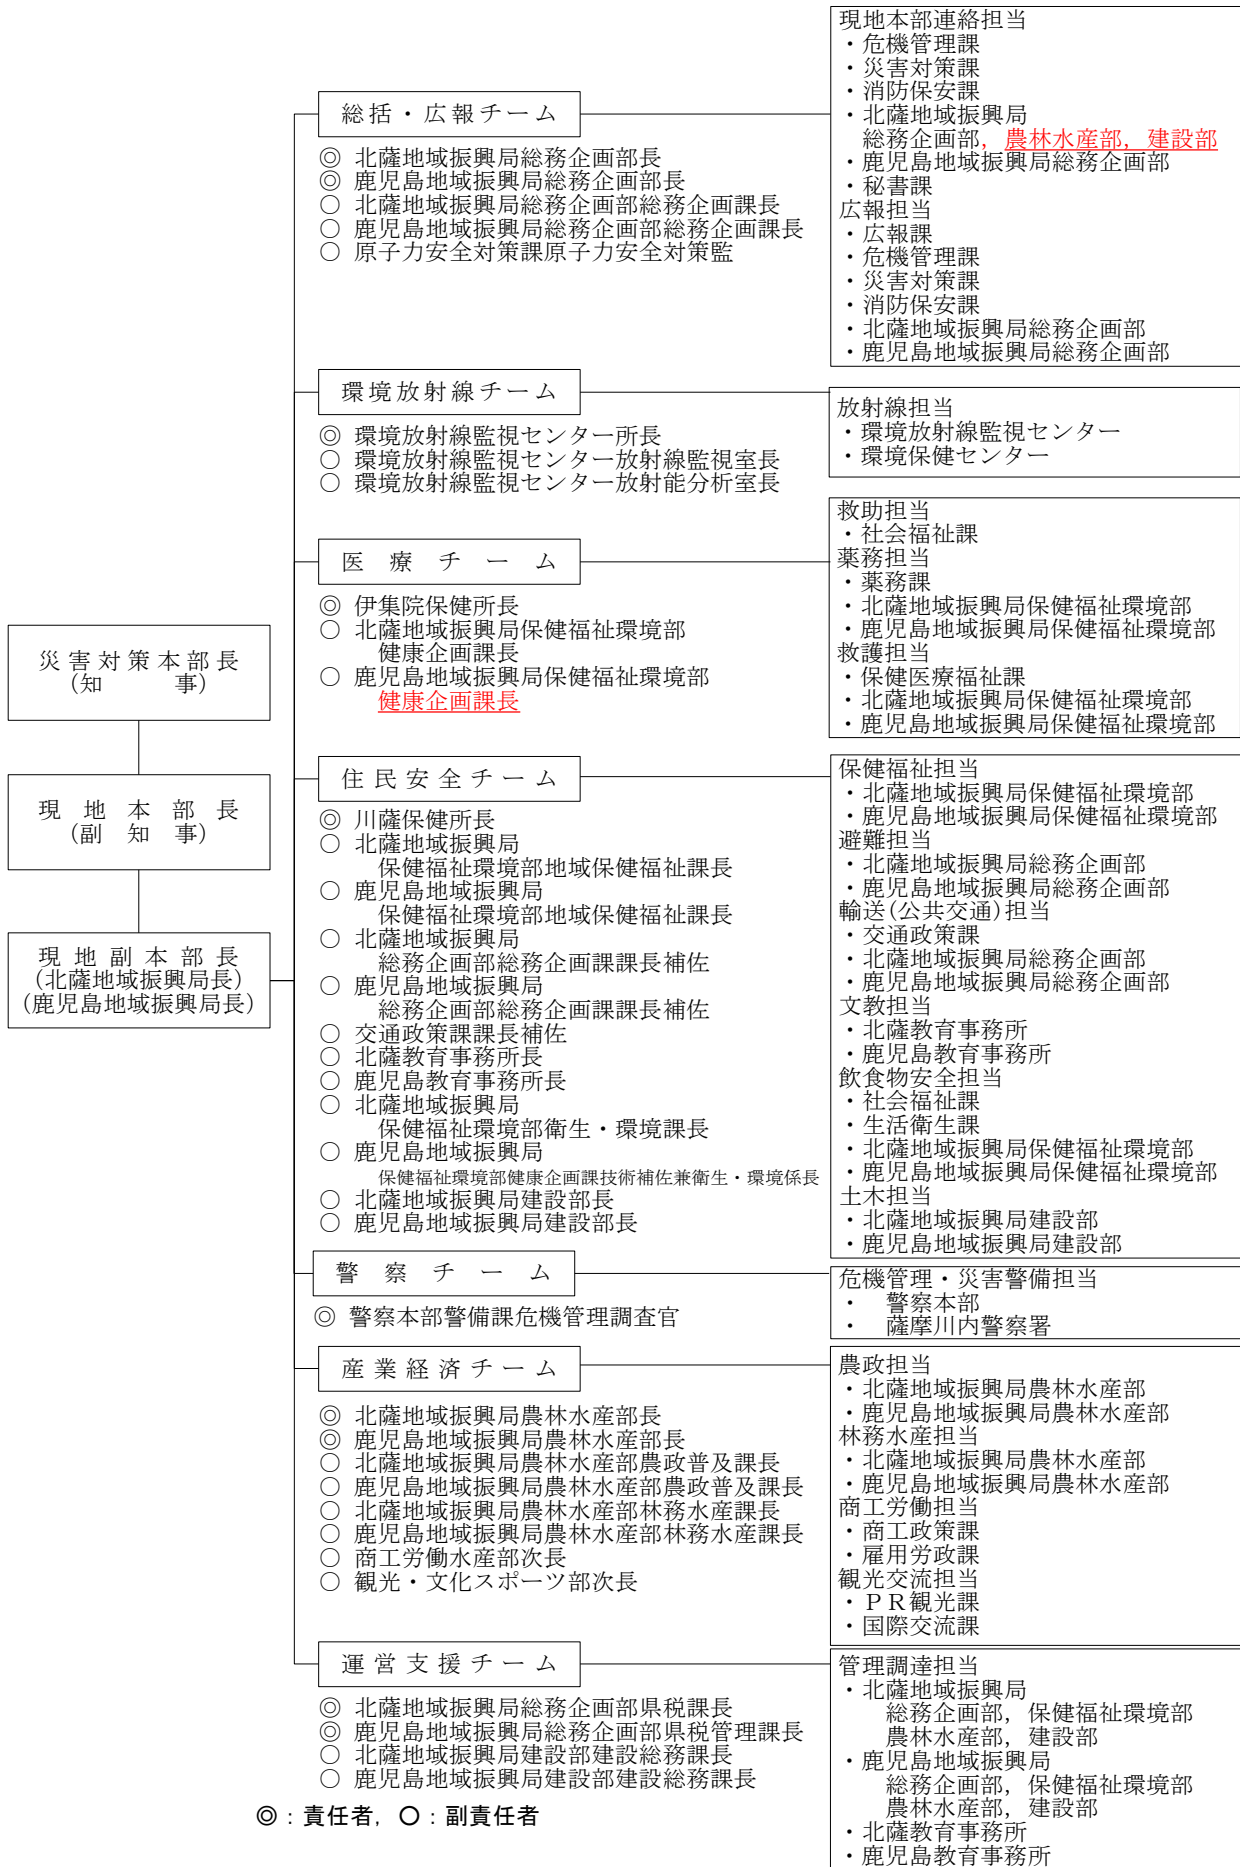 災害対策本部長
(知 事)
現地本部長
(副知事)
現地副本部長
(北薩地域振興局長)
(鹿児島地域振興局長)
総括・広報チーム
◎ 北薩地域振興局総務企画部長
◎ 鹿児島地域振興局総務企画部長
○ 北薩地域振興局総務企画部総務企画課長
○ 鹿児島地域振興局総務企画部総務企画課長
○ 原子力安全対策課原子力安全対策監
現地本部連絡担当
・危機管理課
・災害対策課
・消防保安課
・北薩地域振興局
総務企画部，農林水産部，建設部
・鹿児島地域振興局総務企画部
・秘書課
広報担当
・広報課
・危機管理課
・災害対策課
・消防保安課
・北薩地域振興局総務企画部
・鹿児島地域振興局総務企画部
環境放射線チーム
◎ 環境放射線監視センター所長
○ 環境放射線監視センター放射線監視室長
○ 環境放射線監視センター放射能分析室長
放射線担当
・環境放射線監視センター
・環境保健センター
医療チーム
◎ 伊集院保健所長
○ 北薩地域振興局保健福祉環境部
健康企画課長
○ 鹿児島地域振興局保健福祉環境部
健康企画課長
救助担当
・社会福祉課
薬務担当
・薬務課
・北薩地域振興局保健福祉環境部
・鹿児島地域振興局保健福祉環境部
救護担当
・保健医療福祉課
・北薩地域振興局保健福祉環境部
・鹿児島地域振興局保健福祉環境部
住民安全チーム
◎ 川薩保健所長
○ 北薩地域振興局
保健福祉環境部地域保健福祉課長
○ 鹿児島地域振興局
保健福祉環境部地域保健福祉課長
○ 北薩地域振興局
総務企画部総務企画課課長補佐
○ 鹿児島地域振興局
総務企画部総務企画課課長補佐
○ 交通政策課課長補佐
○ 北薩教育事務所長
○ 鹿児島教育事務所長
○ 北薩地域振興局
保健福祉環境部衛生・環境課長
○ 鹿児島地域振興局
保健福祉環境部健康企画課技術補佐兼衛生・環境係長
○ 北薩地域振興局建設部長
○ 鹿児島地域振興局建設部長
保健福祉担当
・北薩地域振興局保健福祉環境部
・鹿児島地域振興局保健福祉環境部
避難担当
・北薩地域振興局総務企画部
・鹿児島地域振興局総務企画部
輸送(公共交通)担当
・交通政策課
・北薩地域振興局総務企画部
・鹿児島地域振興局総務企画部
文教担当
・北薩教育事務所
・鹿児島教育事務所
飲食物安全担当
・社会福祉課
・生活衛生課
・北薩地域振興局保健福祉環境部
・鹿児島地域振興局保健福祉環境部
土木担当
・北薩地域振興局建設部
・鹿児島地域振興局建設部
警察チーム
◎ 警察本部警備課危機管理調査官
危機管理・災害警備担当
・ 警察本部
・ 薩摩川内警察署
産業経済チーム
◎ 北薩地域振興局農林水産部長
◎ 鹿児島地域振興局農林水産部長
○ 北薩地域振興局農林水産部農政普及課長
○ 鹿児島地域振興局農林水産部農政普及課長
○ 北薩地域振興局農林水産部林務水産課長
○ 鹿児島地域振興局農林水産部林務水産課長
○ 商工労働水産部次長
○ 観光・文化スポーツ部次長
農政担当
・北薩地域振興局農林水産部
・鹿児島地域振興局農林水産部
林務水産担当
・北薩地域振興局農林水産部
・鹿児島地域振興局農林水産部
商工労働担当
・商工政策課
・雇用労政課
観光交流担当
・ＰＲ観光課
・国際交流課
運営支援チーム
◎ 北薩地域振興局総務企画部県税課長
◎ 鹿児島地域振興局総務企画部県税管理課長
○ 北薩地域振興局建設部建設総務課長
○ 鹿児島地域振興局建設部建設総務課長
管理調達担当
・北薩地域振興局
総務企画部，保健福祉環境部
農林水産部，建設部
・鹿児島地域振興局
総務企画部，保健福祉環境部
農林水産部，建設部
・北薩教育事務所
・鹿児島教育事務所
◎：責任者，○：副責任者